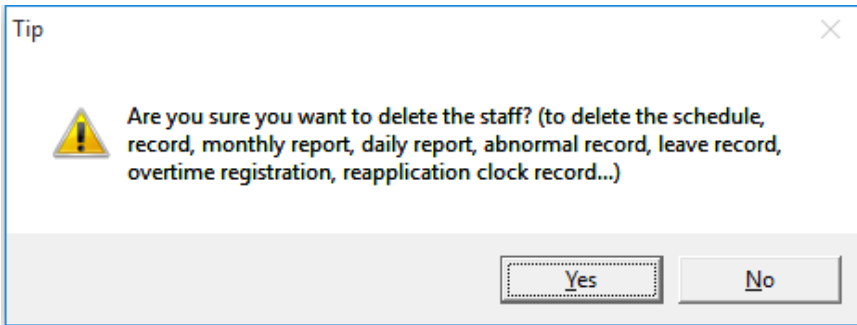 Tip
Are you sure you want to delete the staff? (to delete the schedule,
record, monthly report, daily report, abnormal record, leave record,
overtime registration, reapplication clock record...)
Yes
No